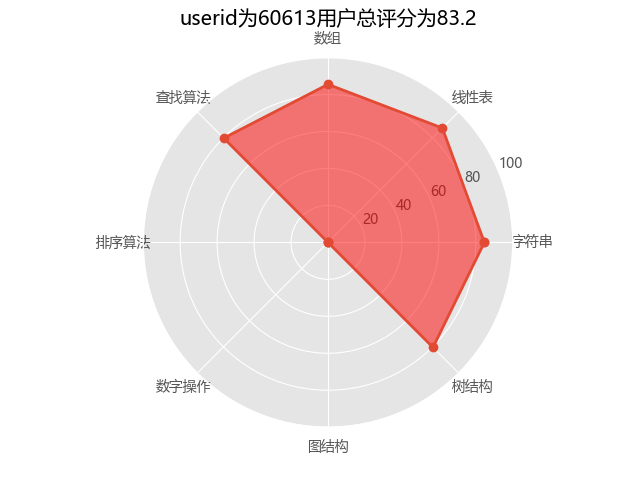 userid为60613用户总评分为83.2
数组
查找算法
线性表
100
80
60
40
20
排序算法
字符串
数字操作
树结构
图结构